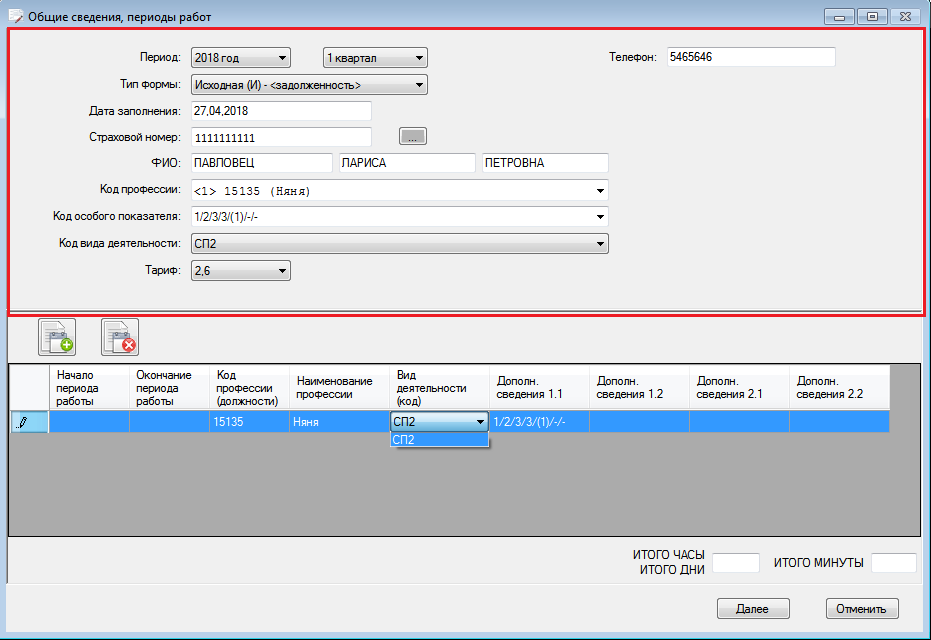 Общие сведения, периоды работ
Период: 2018 год 1 квартал Телефон: 5465646
Тип формы: Исходная (И) - <задолженность>
Дата заполнения: 27.04.2018
Страховой номер: 1111111111 ...
ФИО: ПАВЛОВЕЦ ЛАРИСА ПЕТРОВНА
Код профессии: <1> 15135 (Няня)
Код особого показателя: 1/2/3/3/(1)/-/-
Код вида деятельности: СП2
Тариф: 2,6
Начало периода работы
Окончание периода работы
Код профессии (должности)
Наименование профессии
Вид деятельности (код)
Дополн. сведения 1.1
Дополн. сведения 1.2
Дополн. сведения 2.1
Дополн. сведения 2.2
15135 Няня СП2 1/2/3/3/(1)/-/-
СП2
ИТОГО ЧАСЫ
ИТОГО ДНИ
ИТОГО МИНУТЫ
Далее Отменить